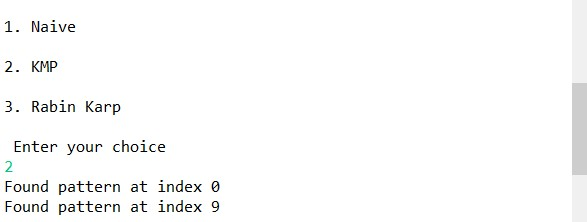 1. Naive
2. KMP
3. Rabin Karp
Enter your choice
2
Found pattern at index 0
Found pattern at index 9